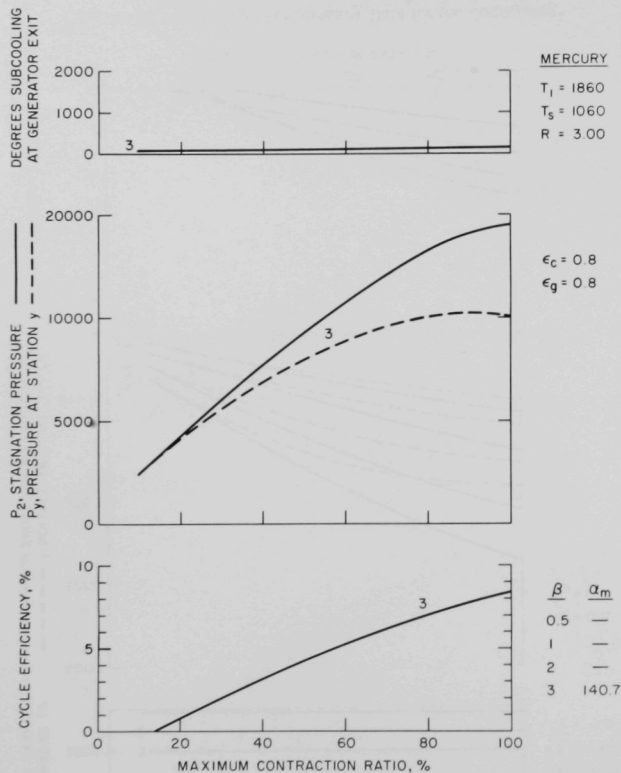 DEGREES SUBCOOLING
AT GENERATOR EXIT
2000
1000
0
3
MERCURY
T₁ = 1860
Tₛ = 1060
R = 3.00
P₂, STAGNATION PRESSURE
Pᵧ, PRESSURE AT STATION y
20000
10000
5000
0
3
ϵc = 0.8
ϵg = 0.8
CYCLE EFFICIENCY, %
10
5
0
3
β αm
0.5 —
1 —
2 —
3 140.7
0 20 40 60 80 100
MAXIMUM CONTRACTION RATIO, %